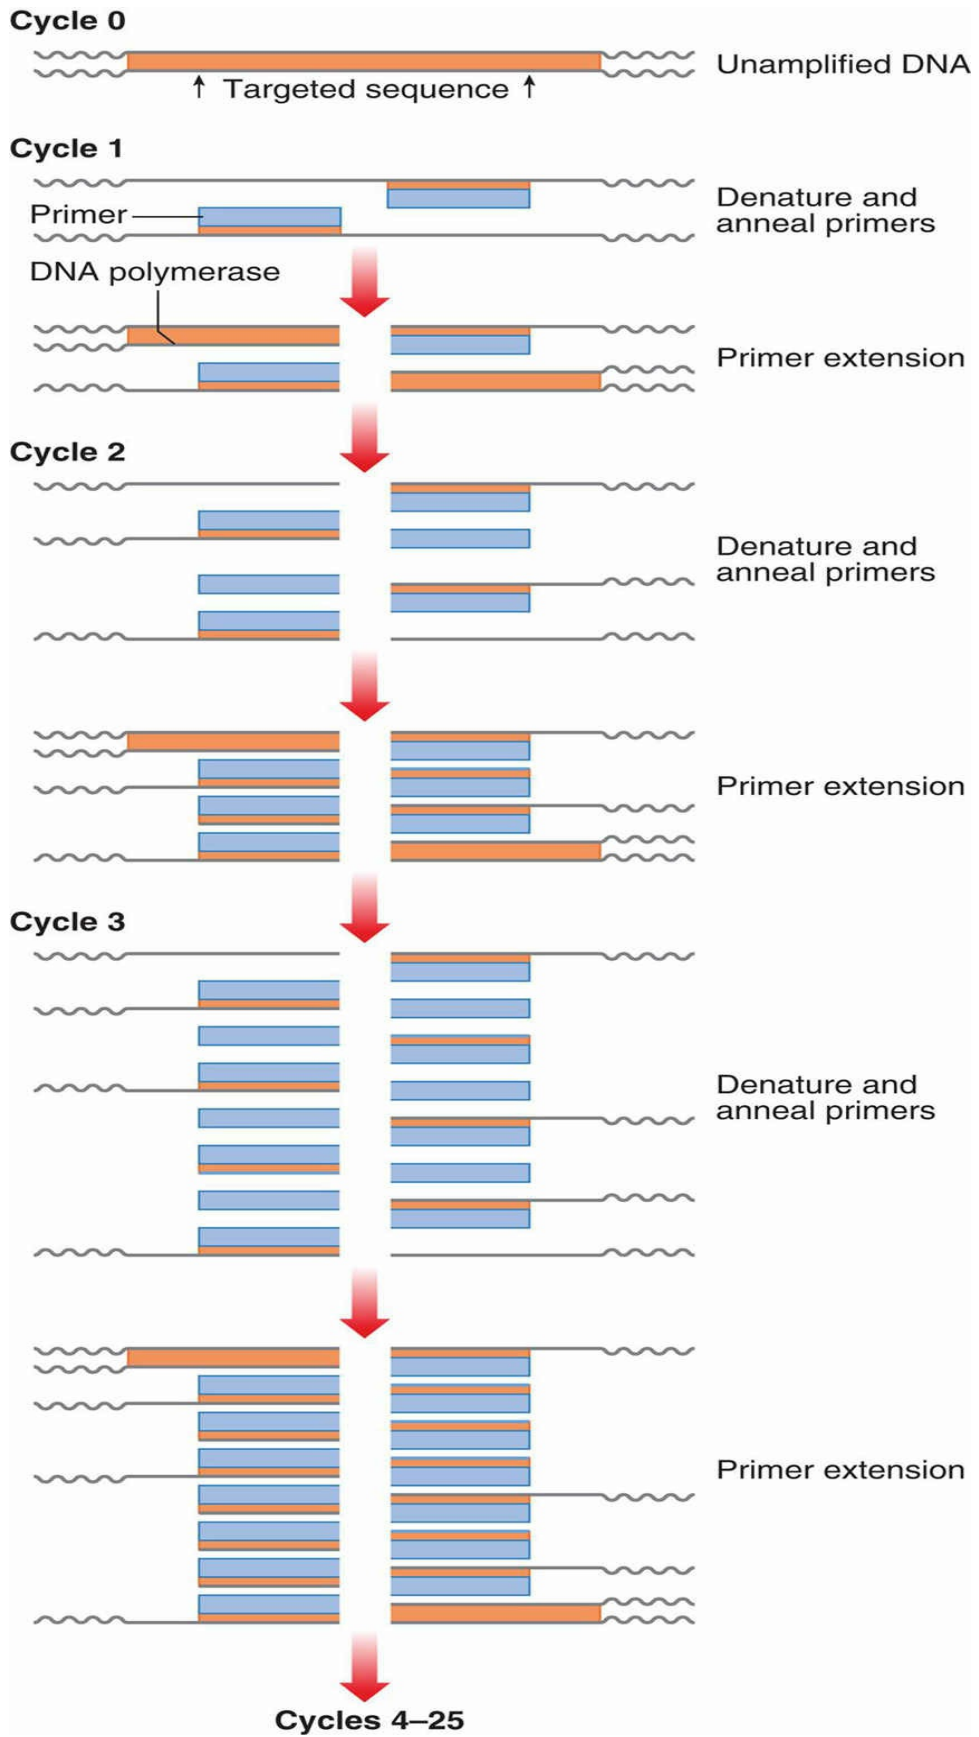 Cycle 0
Unamplified DNA
Targeted sequence
Cycle 1
Primer
Denature and
anneal primers
DNA polymerase
Primer extension
Cycle 2
Denature and
anneal primers
Primer extension
Cycle 3
Denature and
anneal primers
Primer extension
Cycles 4–25